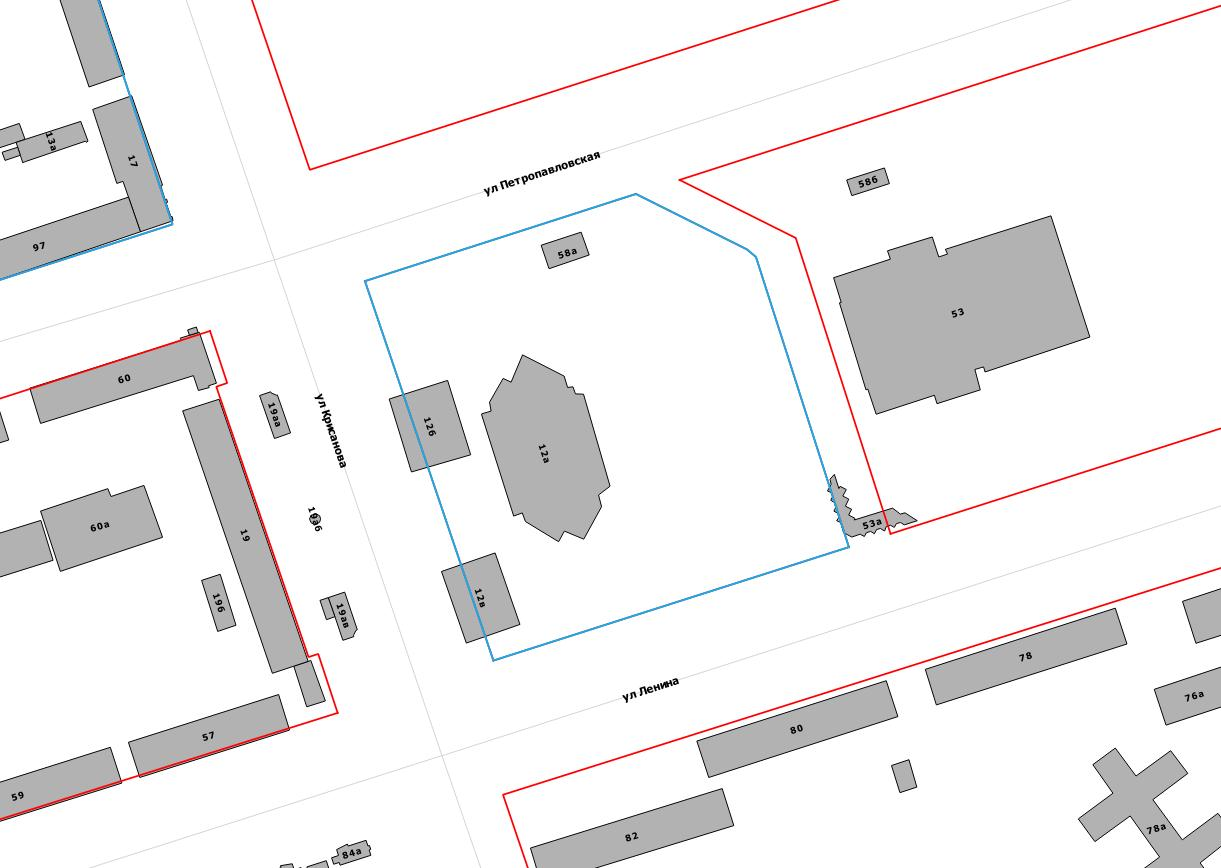 13а
17
97
ул Петропавловская
58а
58б
53
60
19аа
ул Крисанова
12б
12а
60а
19
19аб
53а
19б
19ав
12в
78
ул Ленина
76а
57
80
59
82
78а
84а